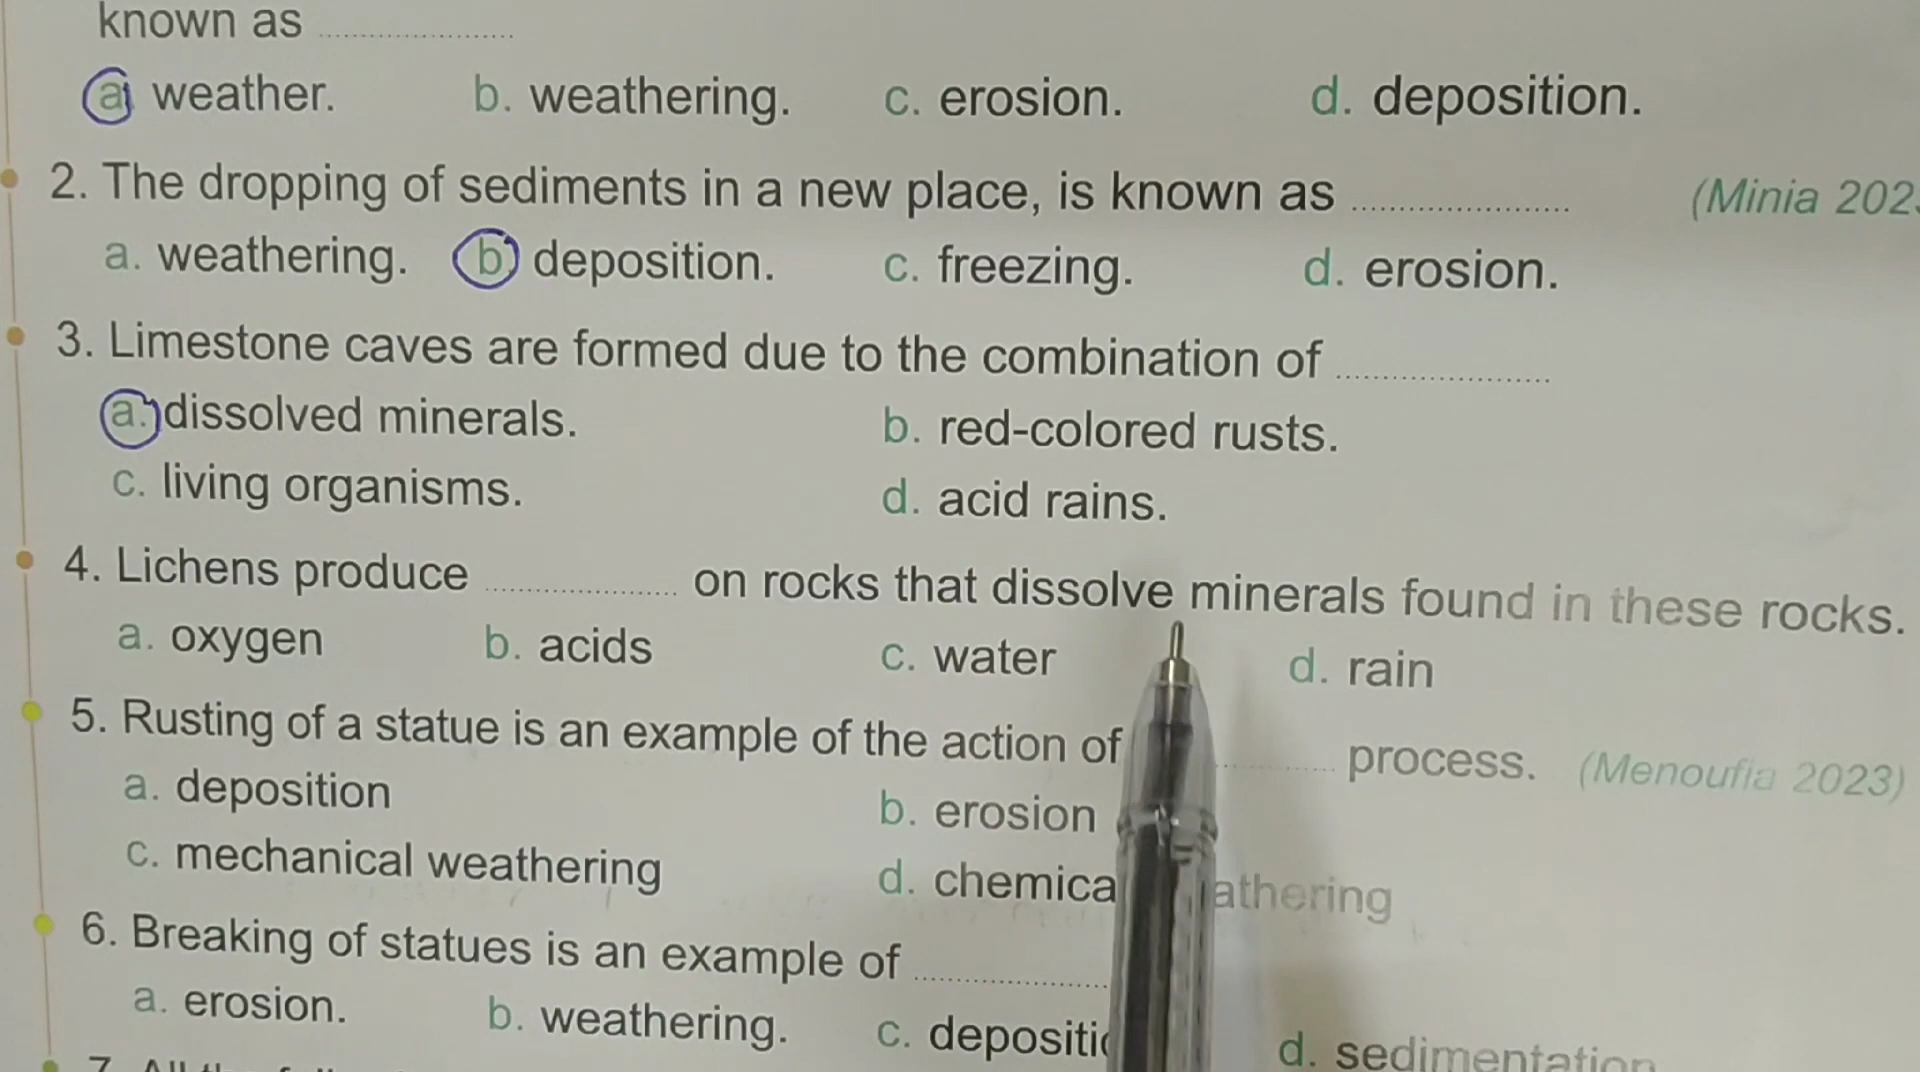 known as ....................
a. weather. b. weathering. c. erosion. d. deposition.
2. The dropping of sediments in a new place, is known as .................... (Minia 202
a. weathering. b. deposition. c. freezing. d. erosion.
3. Limestone caves are formed due to the combination of ....................
a. dissolved minerals. b. red-colored rusts.
c. living organisms. d. acid rains.
4. Lichens produce .................... on rocks that dissolve minerals found in these rocks.
a. oxygen b. acids c. water d. rain
5. Rusting of a statue is an example of the action of ............ process. (Menoufia 2023)
a. deposition b. erosion
c. mechanical weathering d. chemica athering
6. Breaking of statues is an example of ....................
a. erosion. b. weathering. c. depositi d. sedimentation
7. All